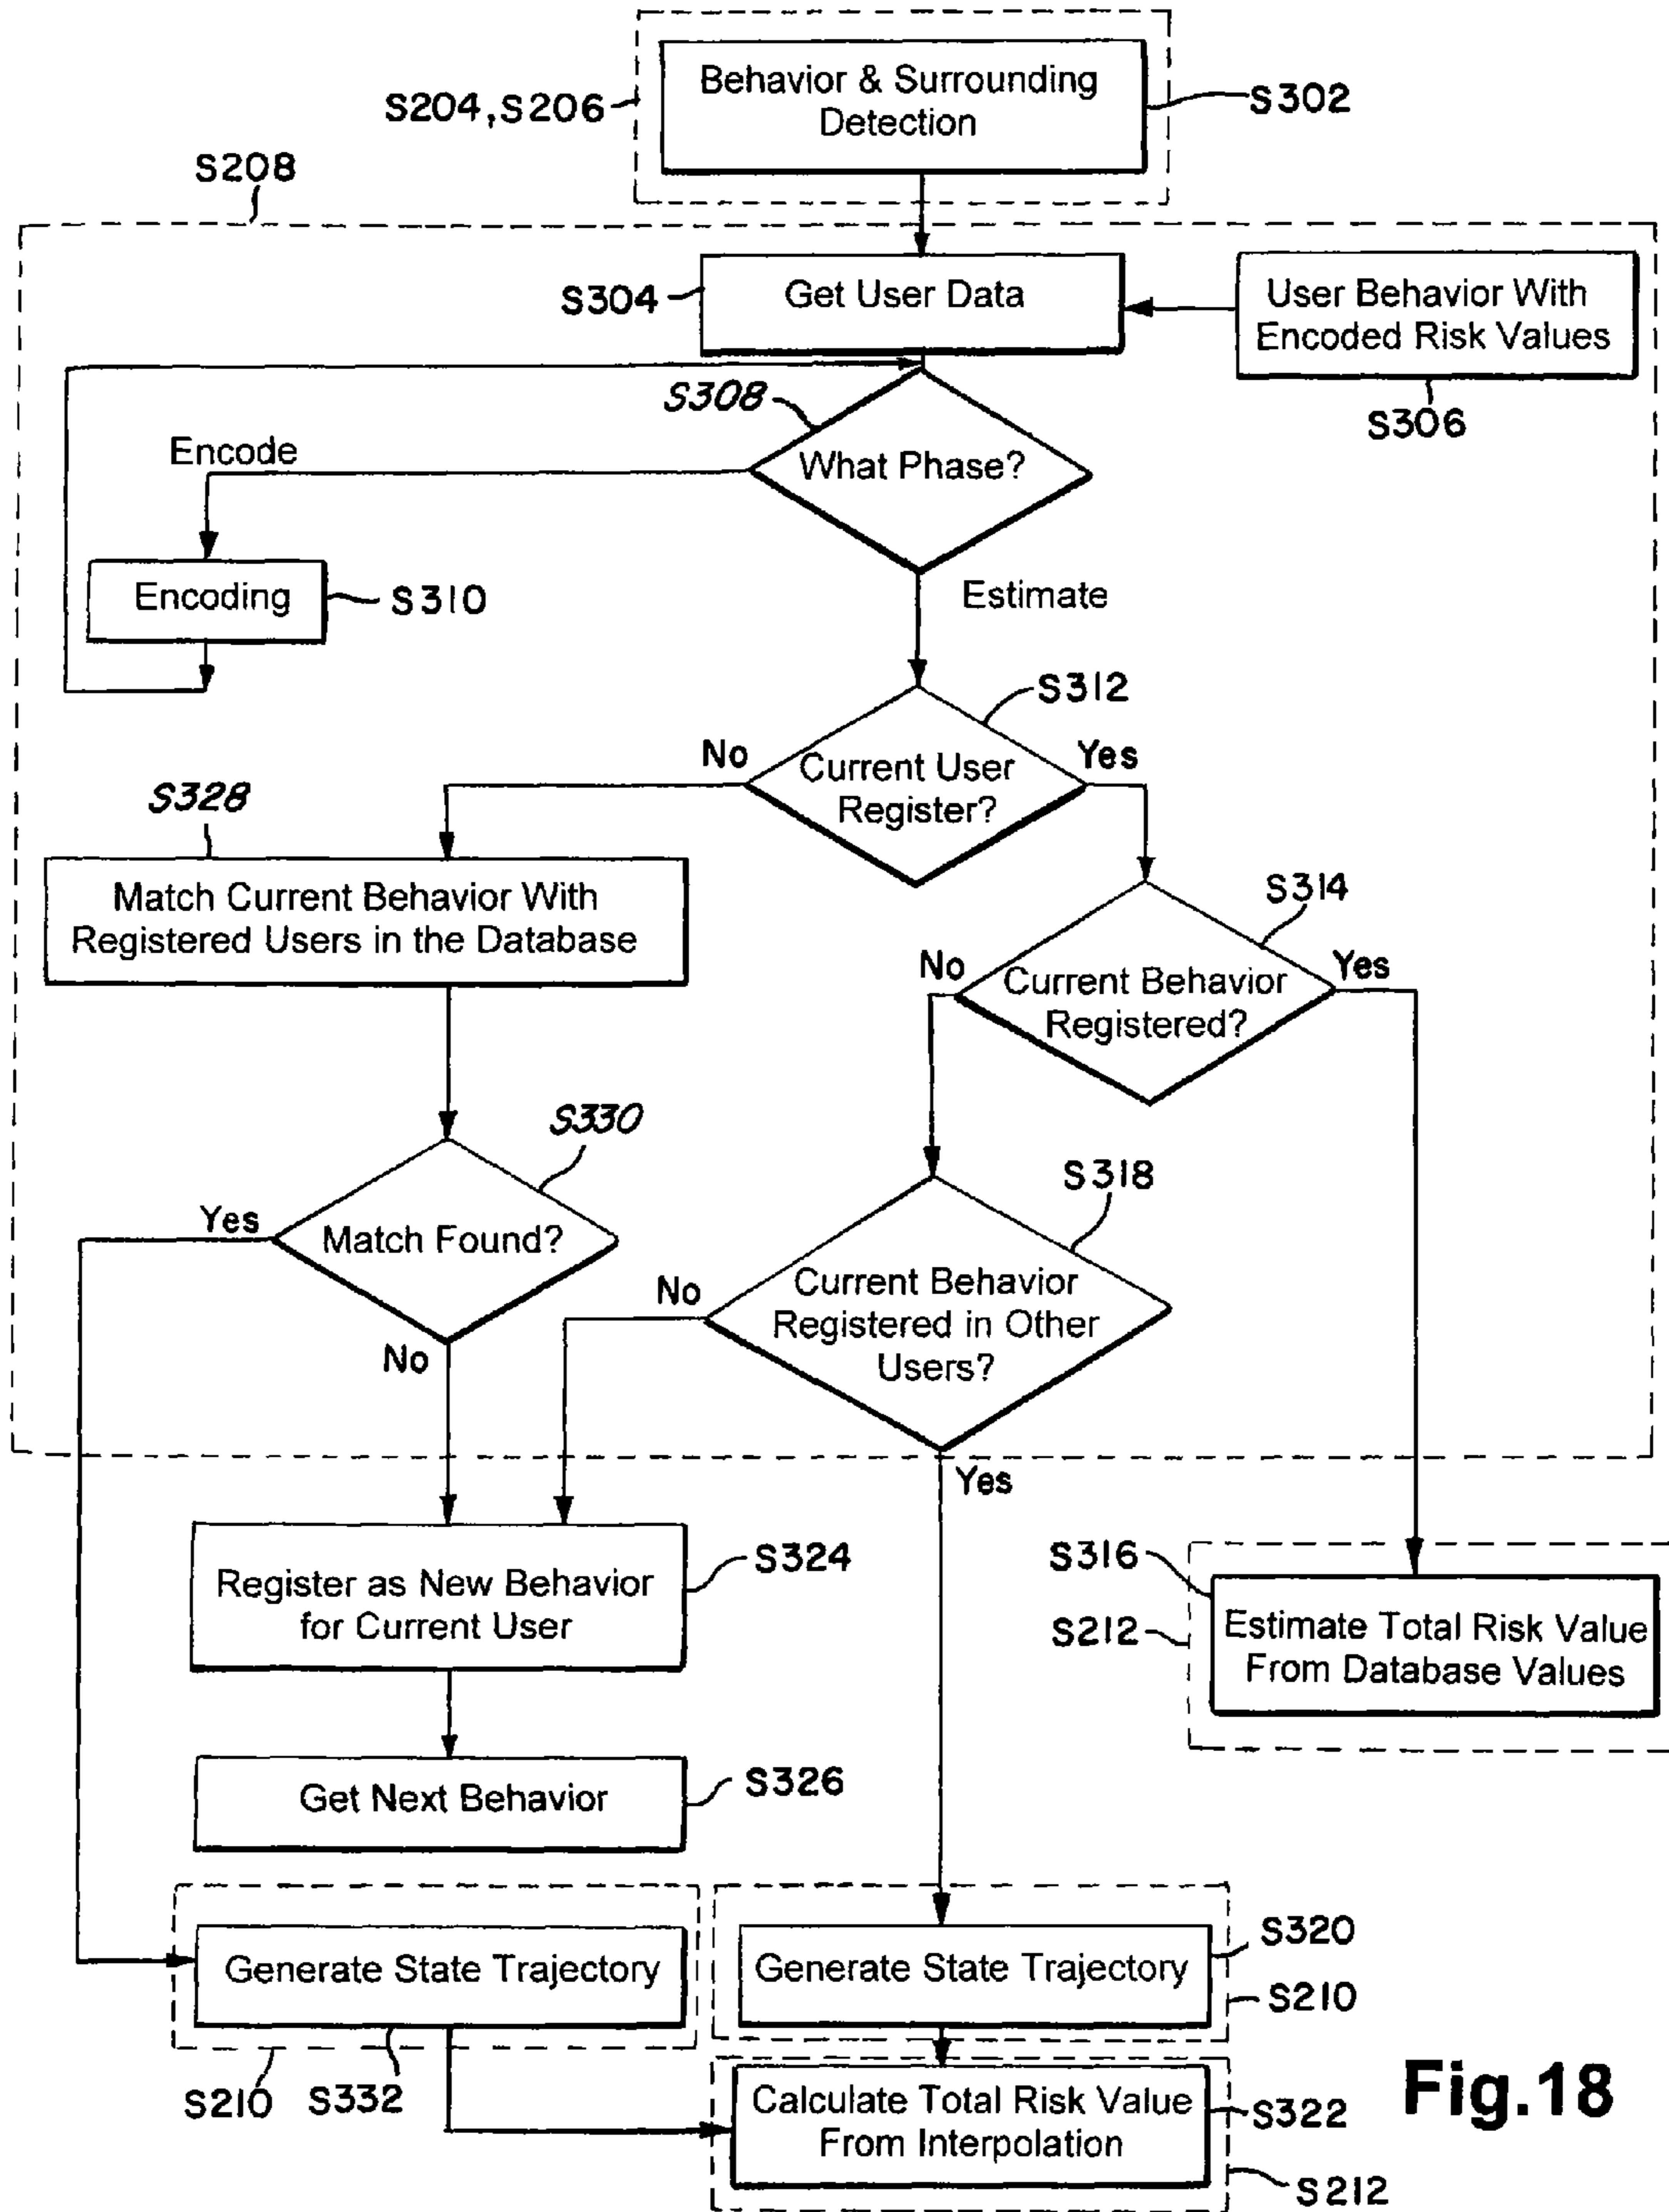 Behavior & Surrounding
Detection
S204,S206
S302
S208
S304
Get User Data
User Behavior With
Encoded Risk Values
S306
S308
What Phase?
Encode
Encoding
S310
Estimate
S312
No
Current User
Register?
Yes
S328
Match Current Behavior With
Registered Users in the Database
S314
No
Current Behavior
Registered?
Yes
S330
Yes
Match Found?
No
S318
No
Current Behavior
Registered in Other
Users?
Yes
Register as New Behavior
for Current User
S324
S316
S212
Estimate Total Risk Value
From Database Values
Get Next Behavior
S326
Generate State Trajectory
S210
S332
Generate State Trajectory
S320
S210
Calculate Total Risk Value
From Interpolation
S322
S212
Fig.18